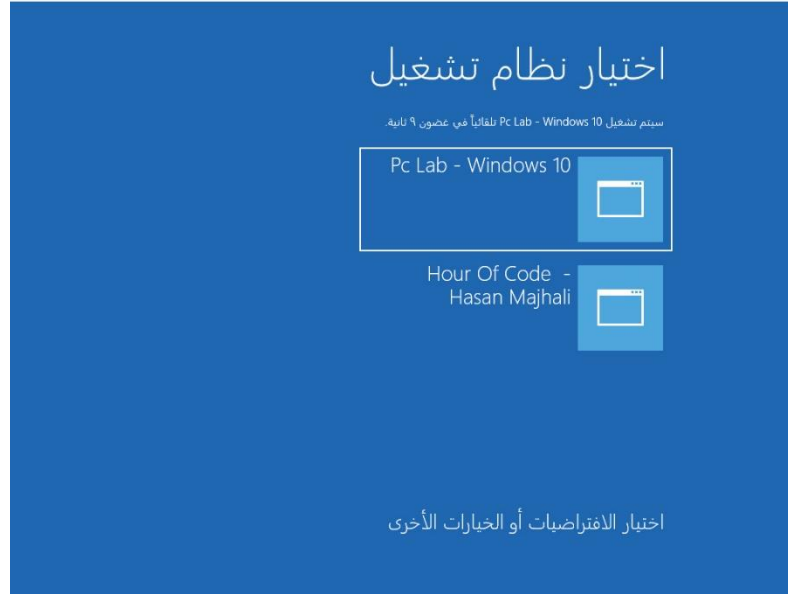 اختيار نظام تشغيل
سيتم تشغيل Pc Lab - Windows 10 تلقائياً في غضون ٩ ثانية.
Pc Lab - Windows 10
Hour Of Code -
Hasan Majhali
اختيار الافتراضيات أو الخيارات الأخرى